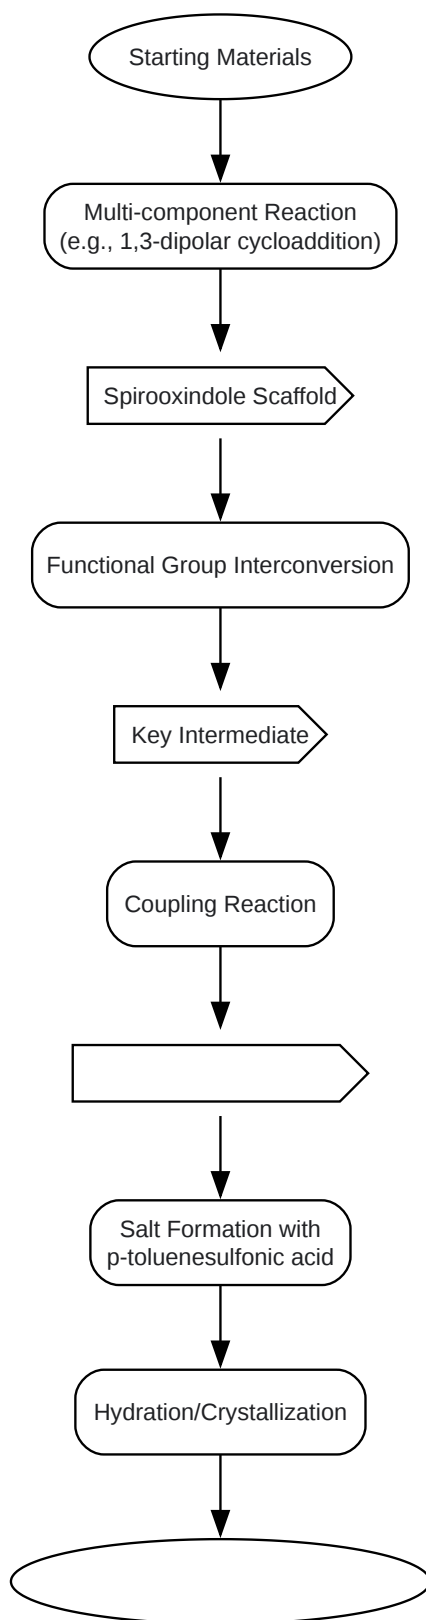 Starting Materials
Multi-component Reaction
(e.g., 1,3-dipolar cycloaddition)
Spirooxindole Scaffold
Functional Group Interconversion
Key Intermediate
Coupling Reaction
Salt Formation with
p-toluenesulfonic acid
Hydration/Crystallization